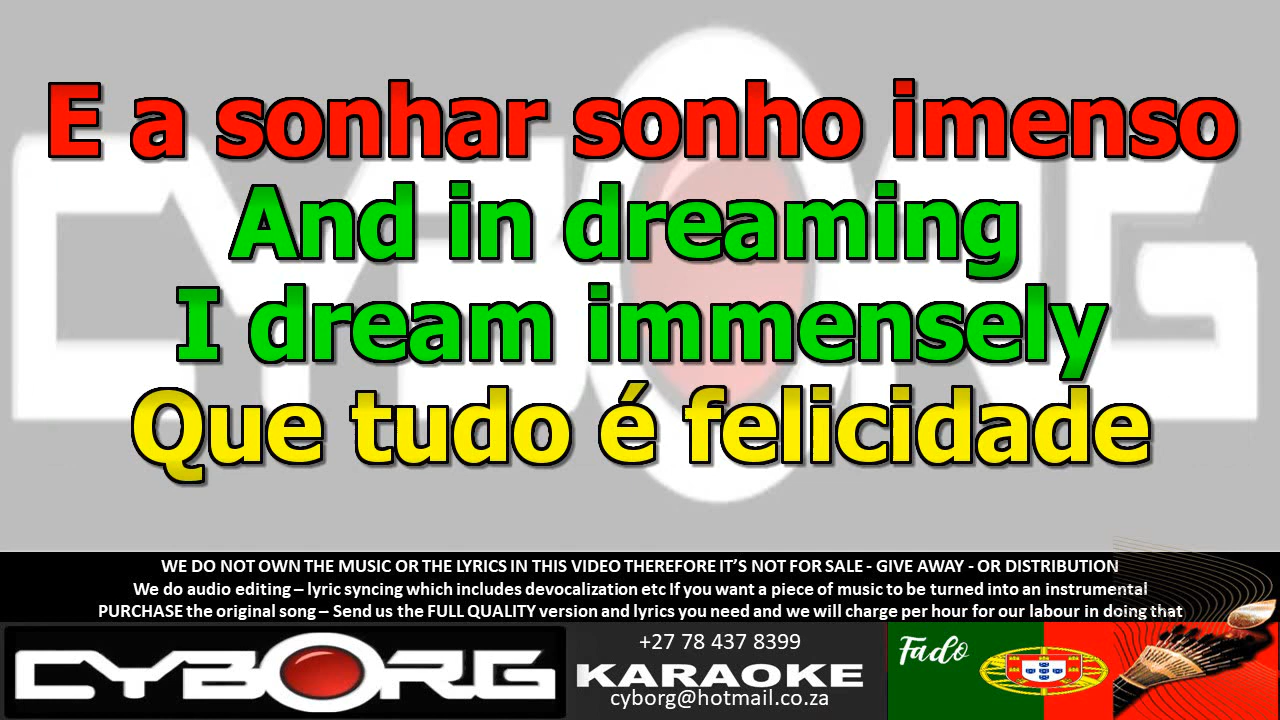 E a sonhar sonho imenso
And in dreaming
I dream immensely
Que tudo é felicidade
WE DO NOT OWN THE MUSIC OR THE LYRICS IN THIS VIDEO THEREFORE IT’S NOT FOR SALE - GIVE AWAY - OR DISTRIBUTION
We do audio editing – lyric syncing which includes devocalization etc If you want a piece of music to be turned into an instrumental
PURCHASE the original song – Send us the FULL QUALITY version and lyrics you need and we will charge per hour for our labour in doing that
CYBORG
+27 78 437 8399
KARAOKE
cyborg@hotmail.co.za
Fado